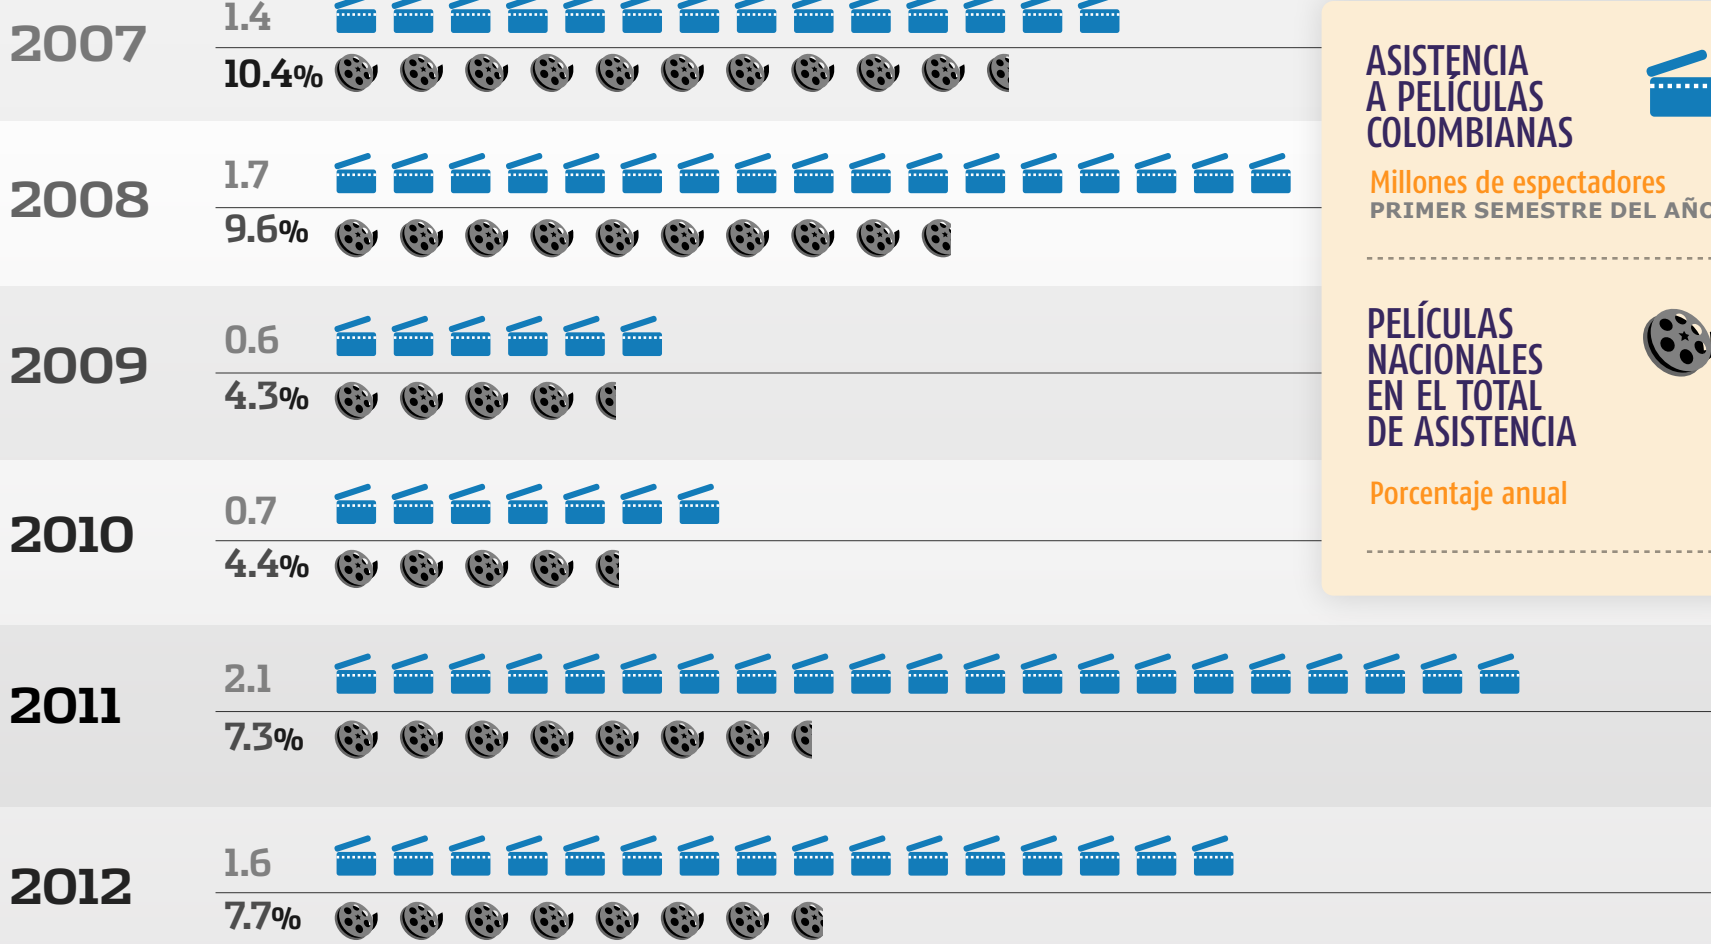 2007
1.4
10.4%
2008
1.7
9.6%
2009
0.6
4.3%
2010
0.7
4.4%
2011
2.1
7.3%
2012
1.6
7.7%
ASISTENCIA
A PELÍCULAS
COLOMBIANAS
Millones de espectadores
PRIMER SEMESTRE DEL AÑO
PELÍCULAS
NACIONALES
EN EL TOTAL
DE ASISTENCIA
Porcentaje anual